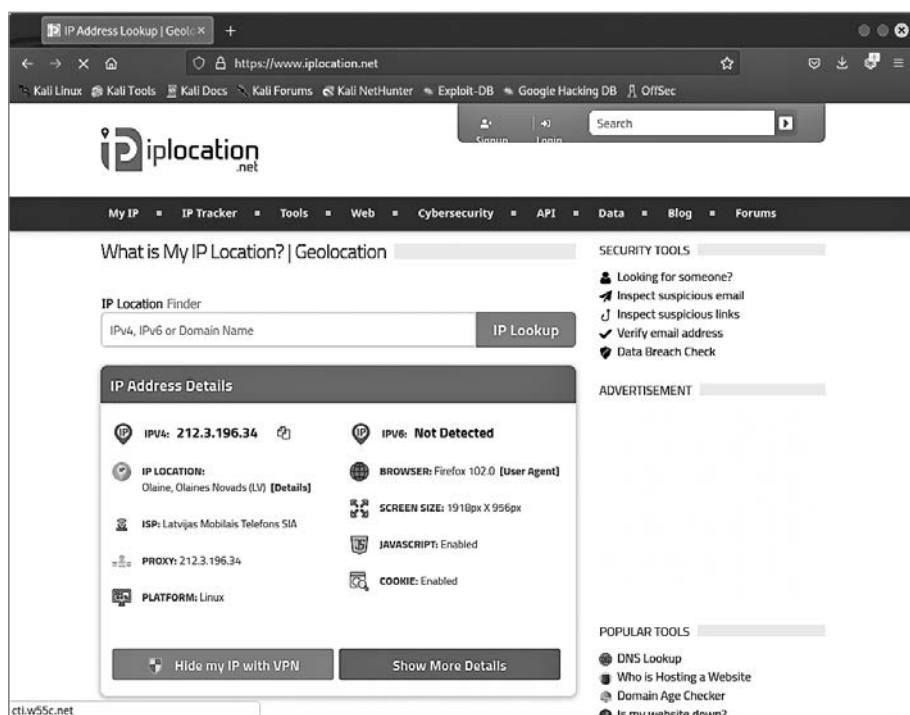 IP Address Lookup | Geolo × +
https://www.iplocation.net
Kali Linux Kali Tools Kali Docs Kali Forums Kali NetHunter Exploit-DB Google Hacking DB OffSec
Signup Login Search
iplocation
.net
My IP IP Tracker Tools Web Cybersecurity API Data Blog Forums
What is My IP Location? | Geolocation
IP Location Finder
IPv4, IPv6 or Domain Name IP Lookup
IP Address Details
IPV4: 212.3.196.34
IP LOCATION:
Olaine, Olaines Novads (LV) [Details]
ISP: Latvijas Mobilais Telefons SIA
PROXY: 212.3.196.34
PLATFORM: Linux
IPV6: Not Detected
BROWSER: Firefox 102.0 [User Agent]
SCREEN SIZE: 1918px X 956px
JAVASCRIPT: Enabled
COOKIE: Enabled
Hide my IP with VPN Show More Details
SECURITY TOOLS
Looking for someone?
Inspect suspicious email
Inspect suspicious links
Verify email address
Data Breach Check
ADVERTISEMENT
POPULAR TOOLS
DNS Lookup
Who is Hosting a Website
Domain Age Checker
Is my website down?
cti.w55c.net